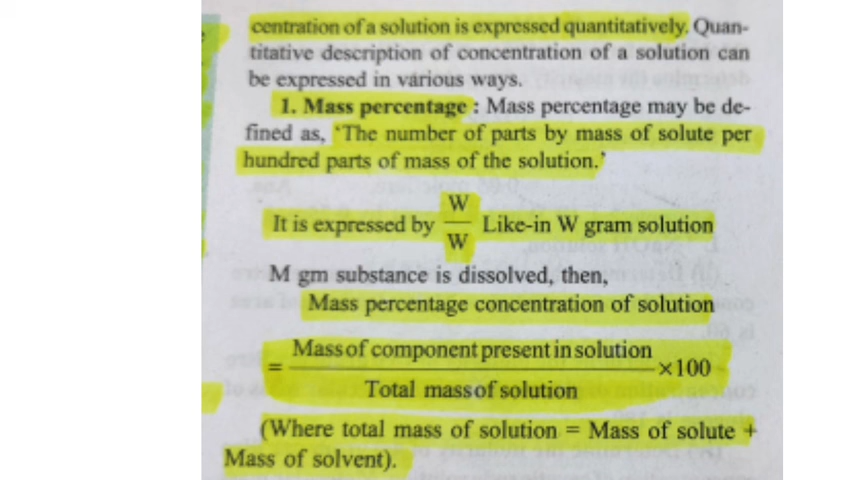 centration of a solution is expressed quantitatively. Quan-
titative description of concentration of a solution can
be expressed in various ways.
1. Mass percentage : Mass percentage may be de-
fined as, ‘The number of parts by mass of solute per
hundred parts of mass of the solution.’
It is expressed by W/W Like-in W gram solution
M gm substance is dissolved, then,
Mass percentage concentration of solution
= Mass of component present in solution / Total mass of solution ×100
(Where total mass of solution = Mass of solute +
Mass of solvent).